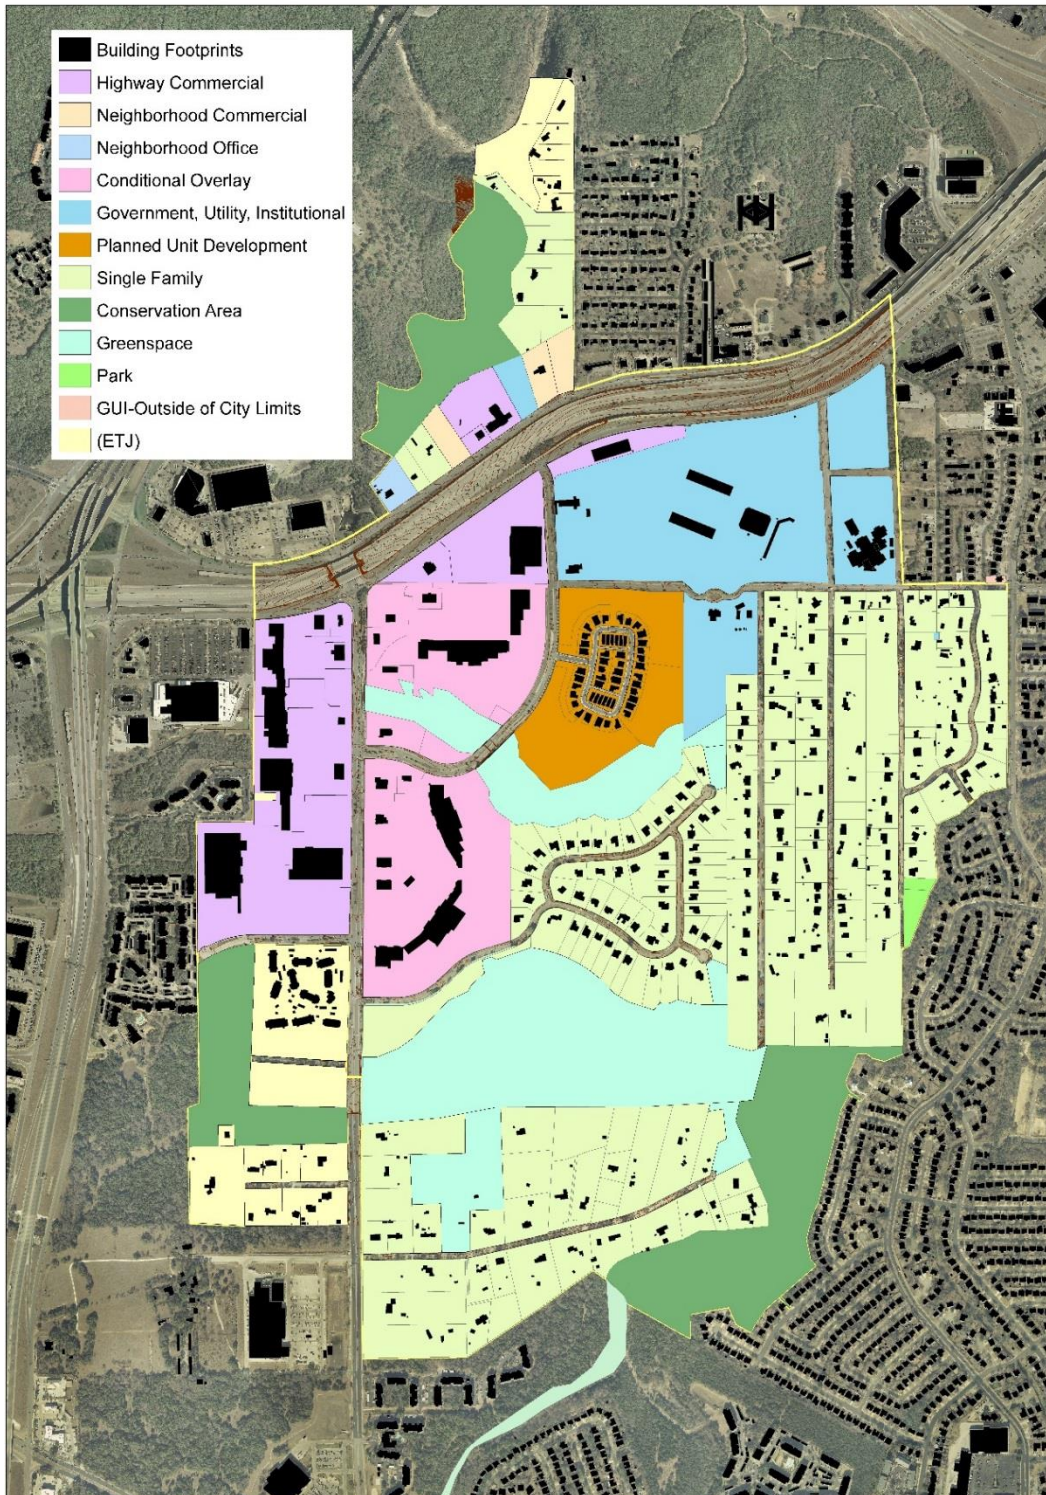 Building Footprints
Highway Commercial
Neighborhood Commercial
Neighborhood Office
Conditional Overlay
Government, Utility, Institutional
Planned Unit Development
Single Family
Conservation Area
Greenspace
Park
GUI-Outside of City Limits
(ETJ)